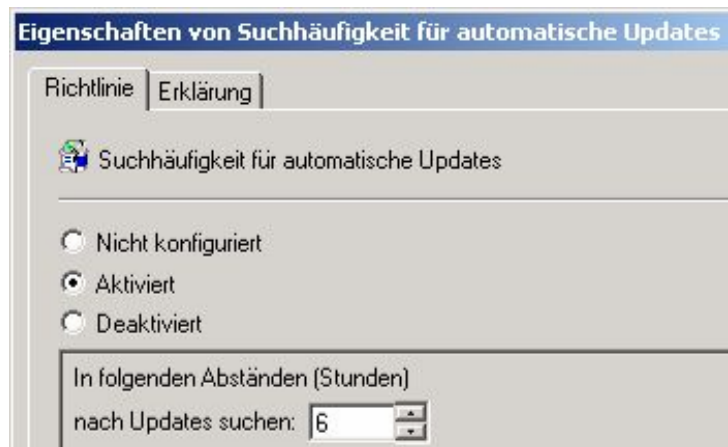 Eigenschaften von Suchhäufigkeit für automatische Updates
Richtlinie
Erklärung
Suchhäufigkeit für automatische Updates
Nicht konfiguriert
Aktiviert
Deaktiviert
In folgenden Abständen (Stunden)
nach Updates suchen: 6